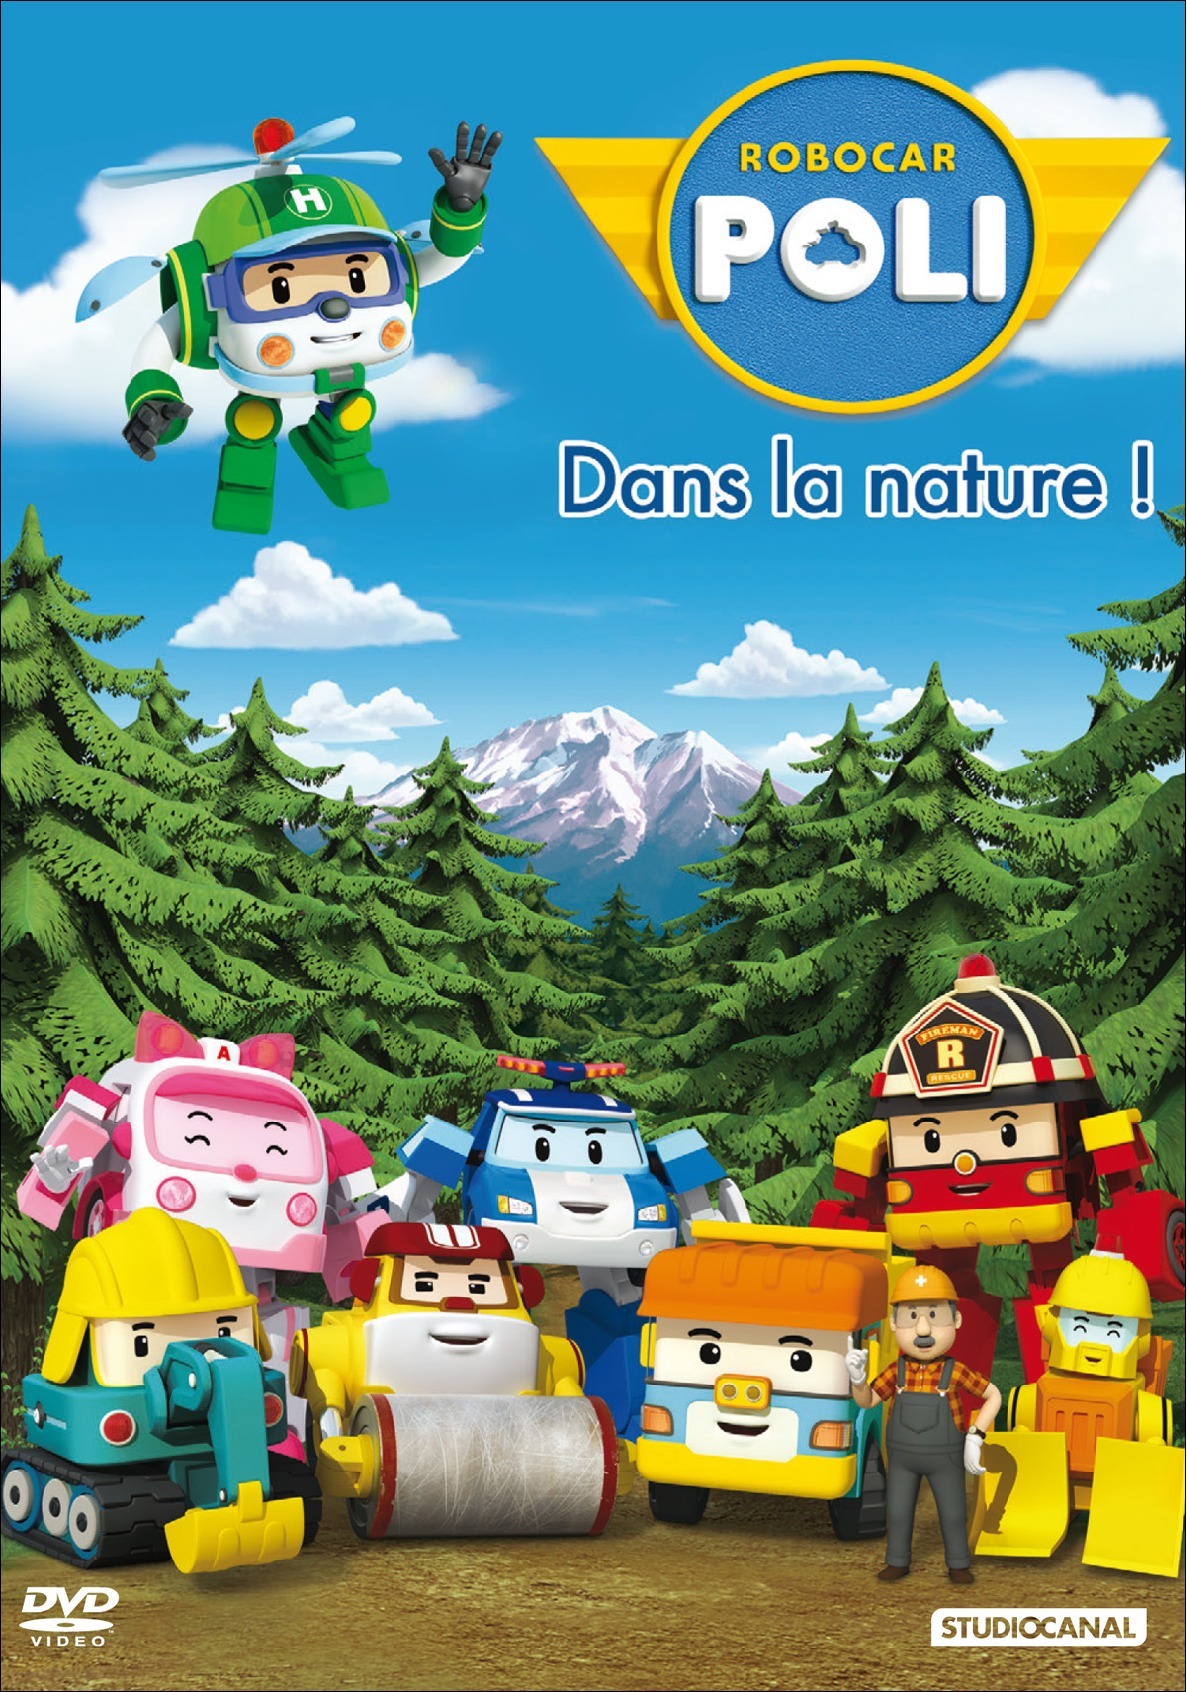 H
ROBOCAR
POLI
Dans la nature !
A
FIREMAN
R
RESCUE
DVD
VIDEO
STUDIOCANAL